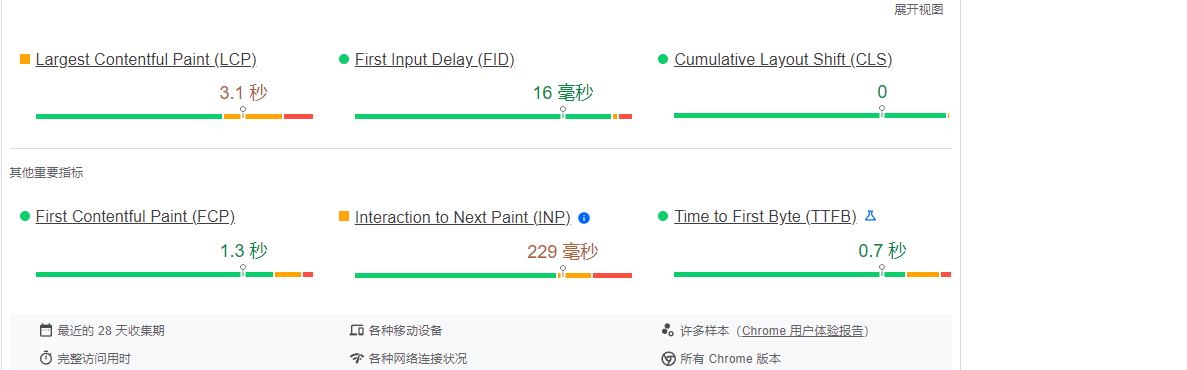 展开视图
Largest Contentful Paint (LCP)
First Input Delay (FID)
Cumulative Layout Shift (CLS)
3.1 秒
16 毫秒
0
其他重要指标
First Contentful Paint (FCP)
Interaction to Next Paint (INP)
Time to First Byte (TTFB)
1.3 秒
229 毫秒
0.7 秒
最近的 28 天收集期
各种移动设备
许多样本（Chrome 用户体验报告）
完整访问用时
各种网络连接状况
所有 Chrome 版本